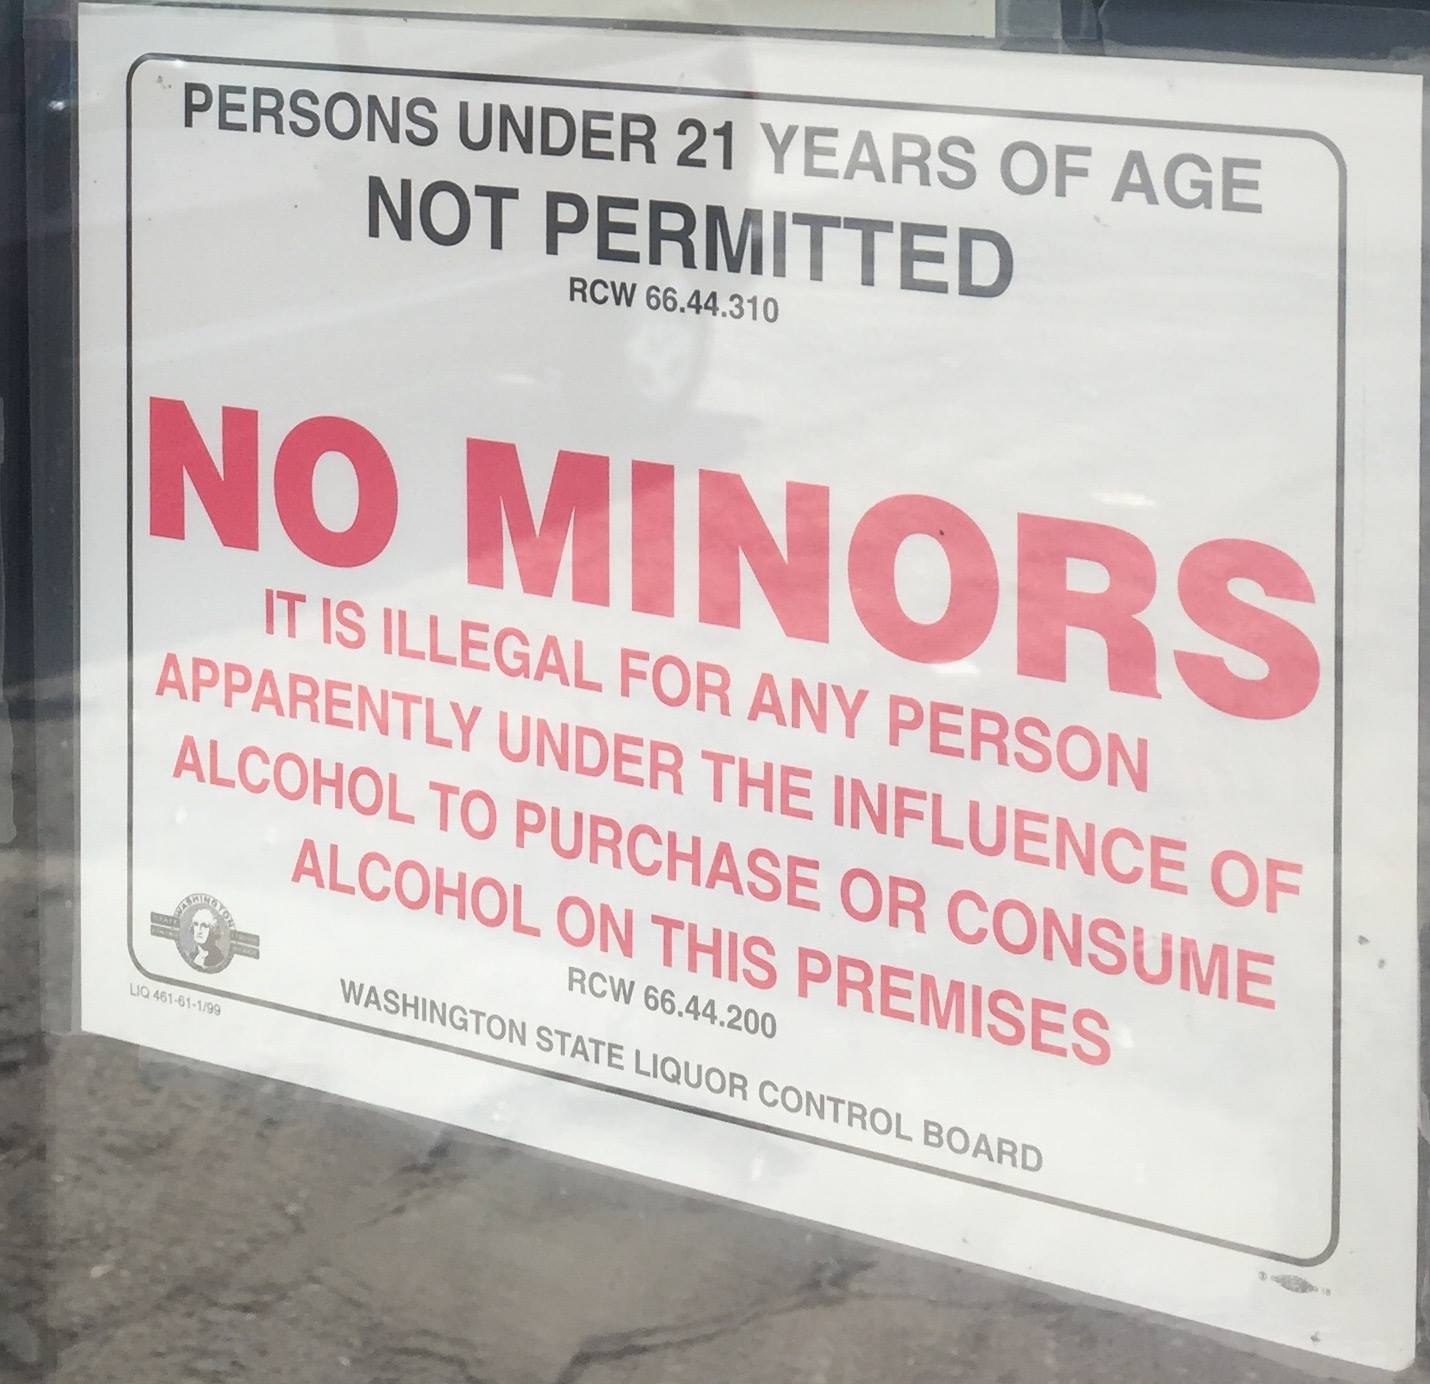 PERSONS UNDER 21 YEARS OF AGE
NOT PERMITTED
RCW 66.44.310
NO MINORS
IT IS ILLEGAL FOR ANY PERSON
APPARENTLY UNDER THE INFLUENCE OF
ALCOHOL TO PURCHASE OR CONSUME
ALCOHOL ON THIS PREMISES
RCW 66.44.200
WASHINGTON STATE LIQUOR CONTROL BOARD
WASHINGTON
LIQ 461-61-1/99